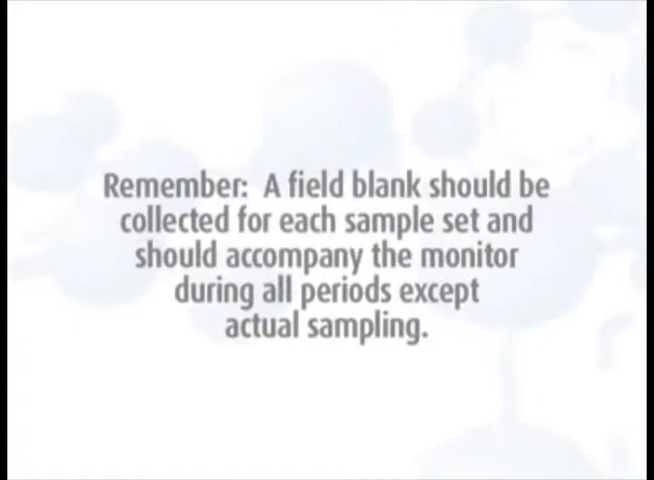 Remember:  A field blank should be
collected for each sample set and
should accompany the monitor
during all periods except
actual sampling.